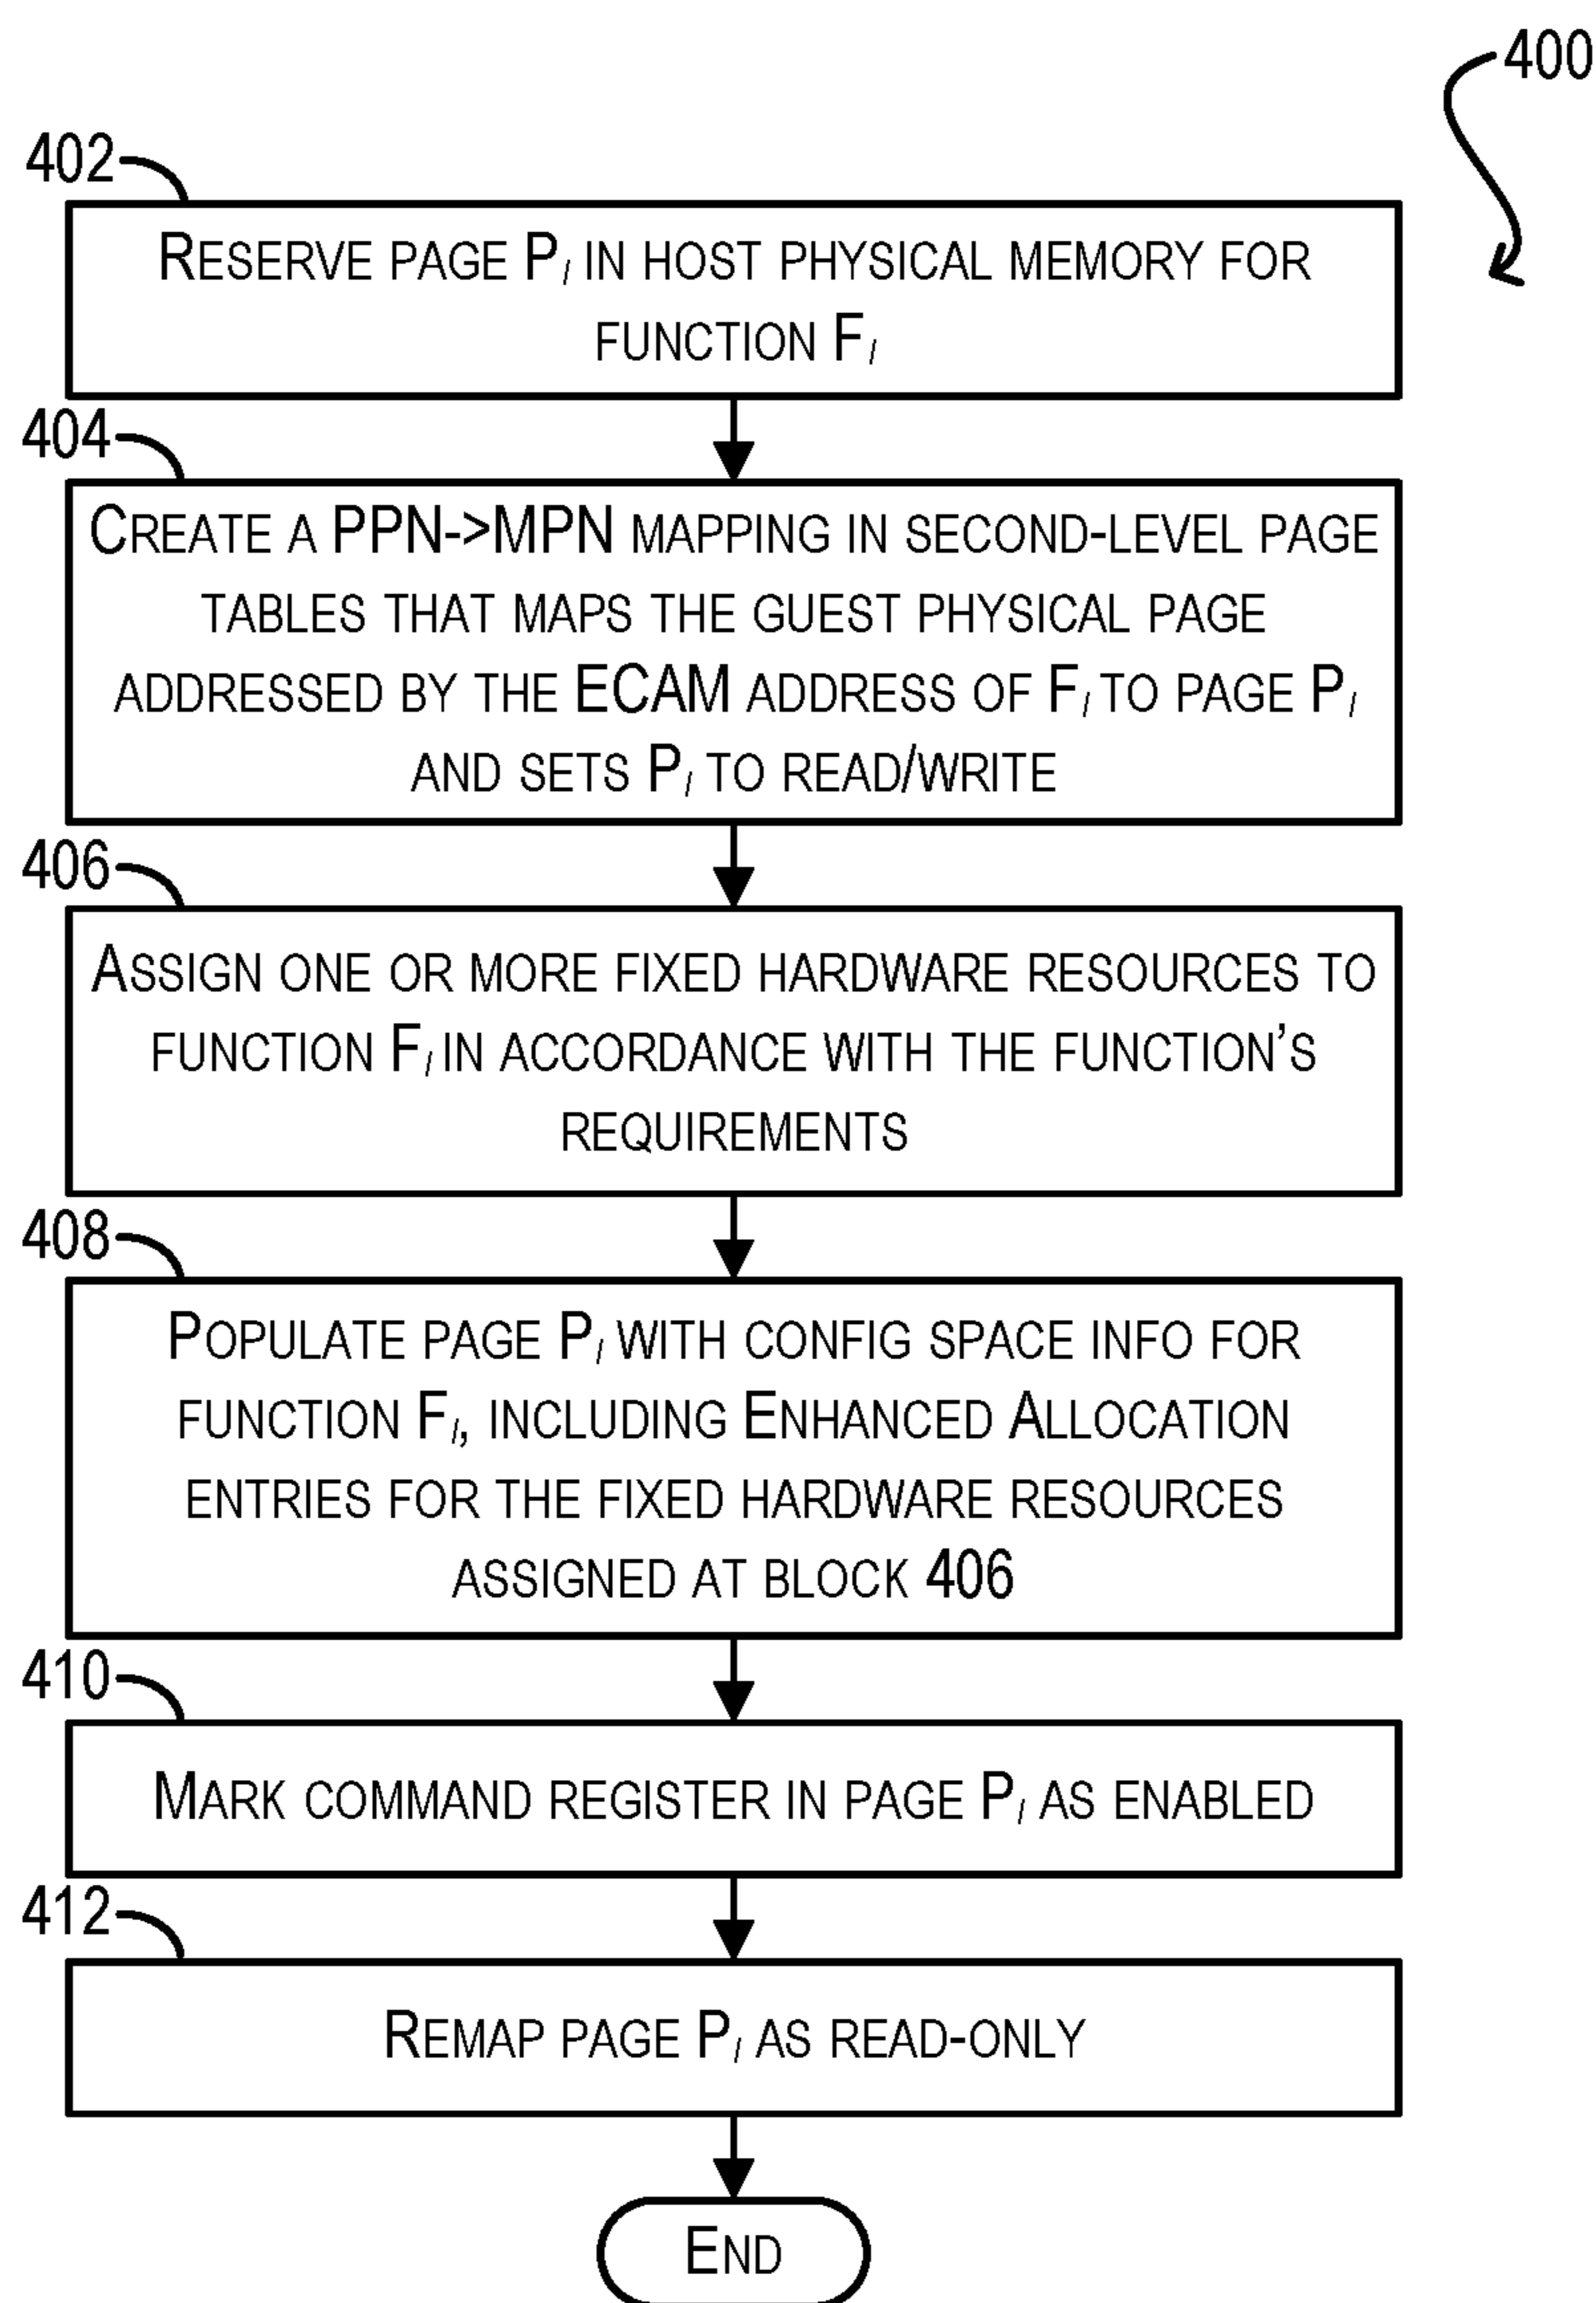 400
402
RESERVE PAGE P_I IN HOST PHYSICAL MEMORY FOR
FUNCTION F_I
404
CREATE A PPN->MPN MAPPING IN SECOND-LEVEL PAGE
TABLES THAT MAPS THE GUEST PHYSICAL PAGE
ADDRESSED BY THE ECAM ADDRESS OF F_I TO PAGE P_I
AND SETS P_I TO READ/WRITE
406
ASSIGN ONE OR MORE FIXED HARDWARE RESOURCES TO
FUNCTION F_I IN ACCORDANCE WITH THE FUNCTION'S
REQUIREMENTS
408
POPULATE PAGE P_I WITH CONFIG SPACE INFO FOR
FUNCTION F_I, INCLUDING ENHANCED ALLOCATION
ENTRIES FOR THE FIXED HARDWARE RESOURCES
ASSIGNED AT BLOCK 406
410
MARK COMMAND REGISTER IN PAGE P_I AS ENABLED
412
REMAP PAGE P_I AS READ-ONLY
END